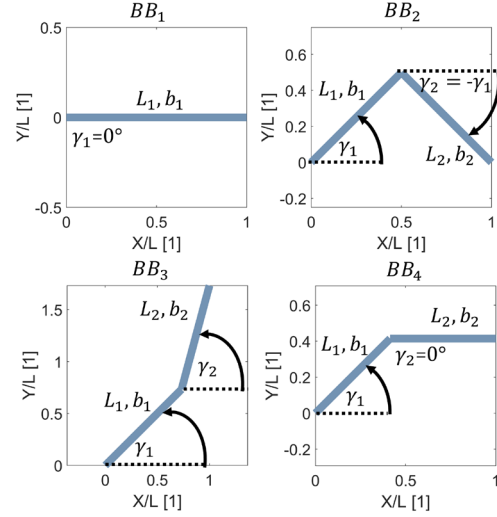 BB₁
0.5
0
-0.5
Y/L [1]
L₁, b₁
γ₁=0°
0 0.5 1
X/L [1]
BB₂
0.6
0.4
0.2
0
-0.2
Y/L [1]
L₁, b₁
γ₂ = -γ₁
γ₁
L₂, b₂
0 0.5 1
X/L [1]
BB₃
1.5
1
0.5
0
Y/L [1]
L₂, b₂
γ₂
L₁, b₁
γ₁
0 0.5 1
X/L [1]
BB₄
0.6
0.4
0.2
0
-0.2
Y/L [1]
L₁, b₁
L₂, b₂
γ₂=0°
γ₁
0 0.5 1
X/L [1]